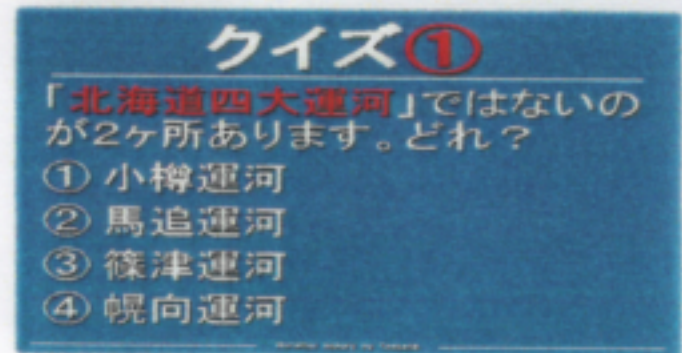 クイズ①
「北海道四大運河」ではないの
が2ヶ所あります。どれ？
① 小樽運河
② 馬追運河
③ 篠津運河
④ 幌向運河